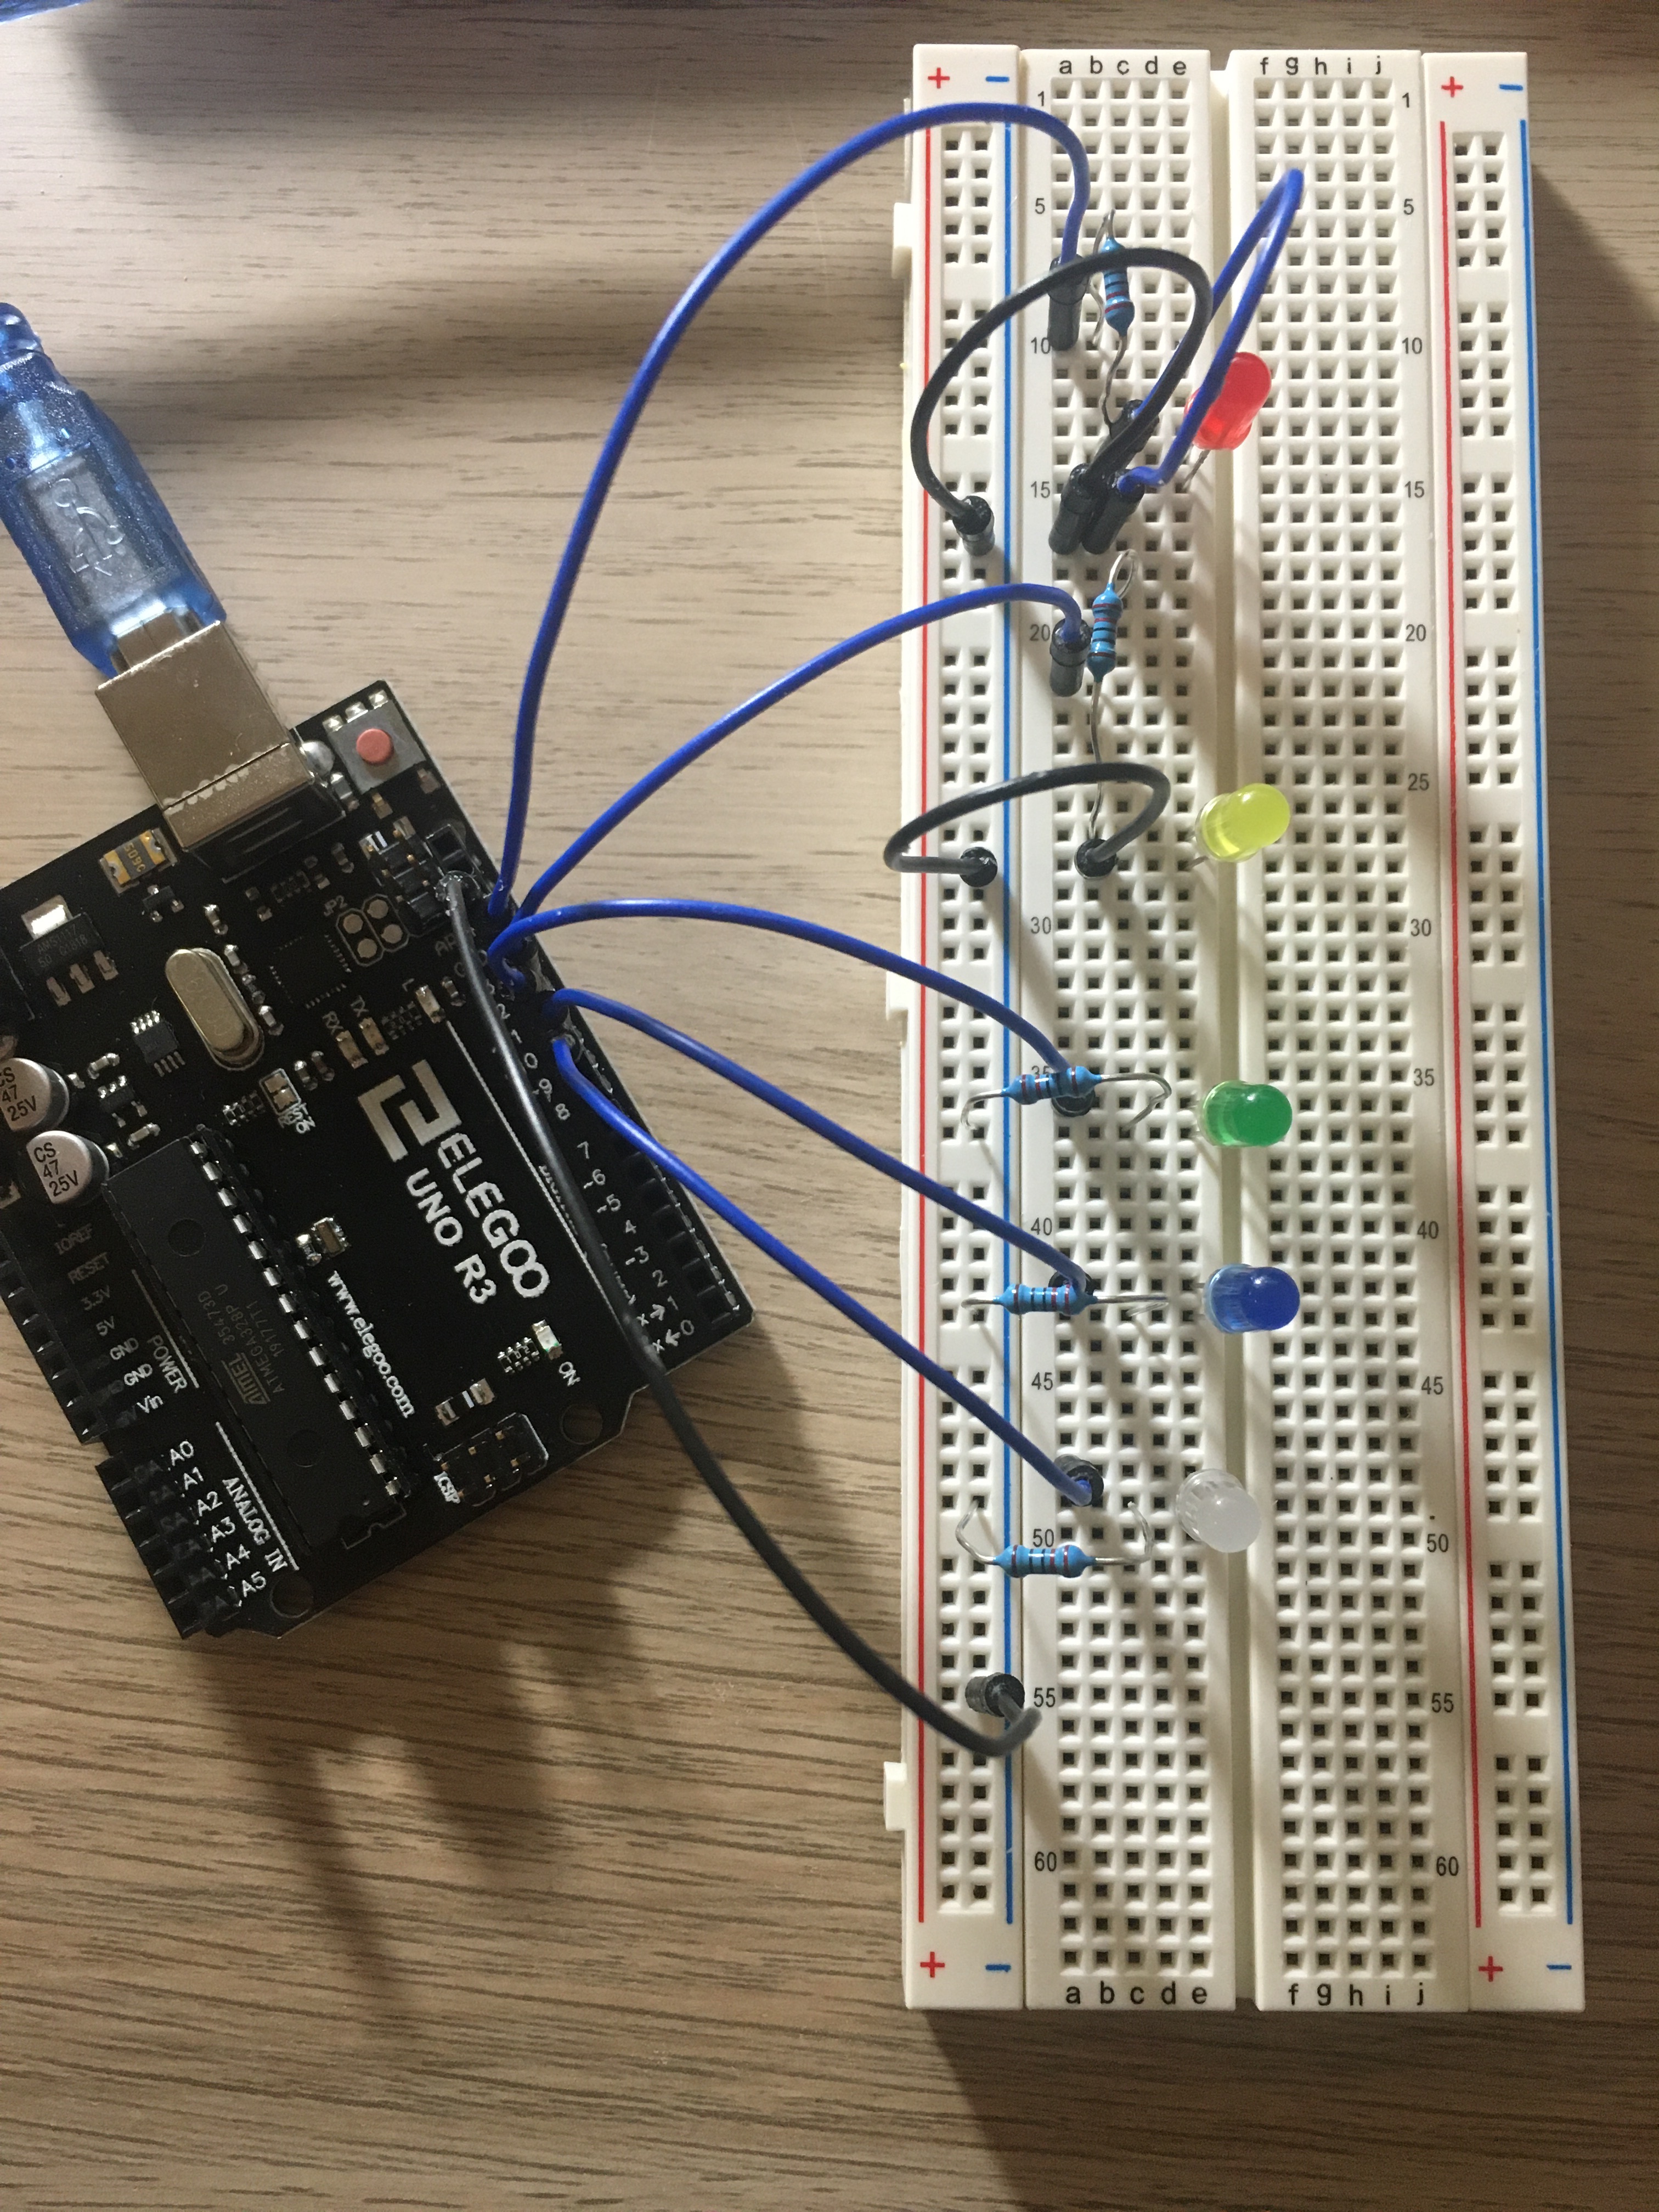 + − a b c d e f g h i j + −
1 1
5 5
10 10
15 15
20 20
25 25
30 30
35 35
40 40
45 45
50 50
55 55
60 60
+ − a b c d e f g h i j + −
JP2
TX
RX
L
ELEGOO
UNO R3
www.elegoo.com
ON
ICSP
8
7
6
5
4
3
2
1
0
CS
47
25V
CS
47
25V
IOREF
RESET
3.3V
5V
GND
GND
Vin
POWER
A0
A1
A2
A3
A4
A5
ANALOG IN
ATMEL
ATMEGA328P U